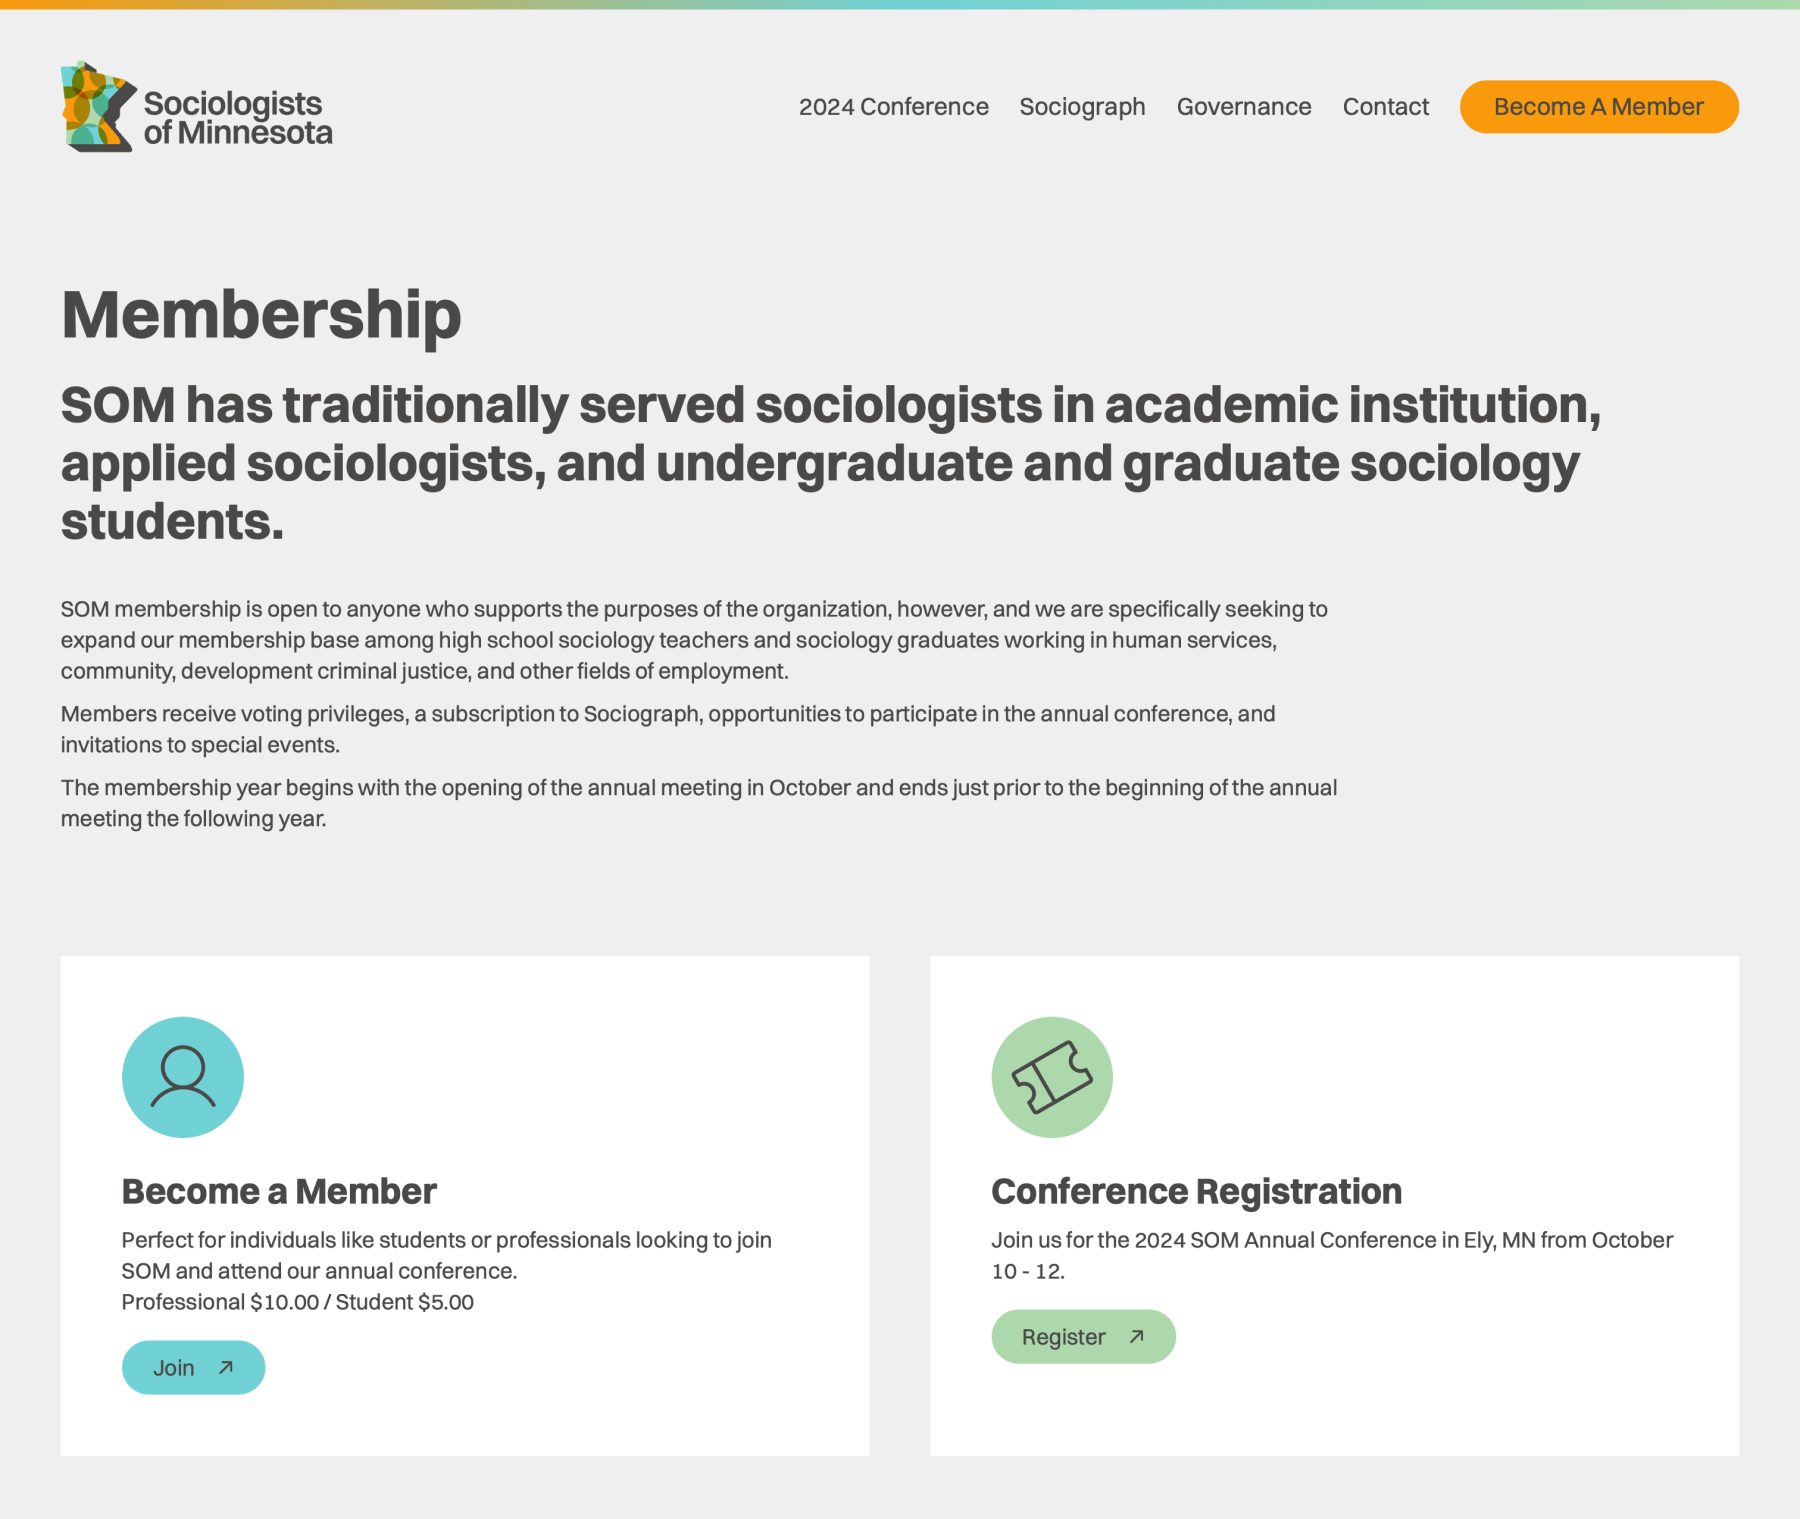 Sociologists
of Minnesota
2024 Conference
Sociograph
Governance
Contact
Become A Member
Membership
SOM has traditionally served sociologists in academic institution,
applied sociologists, and undergraduate and graduate sociology
students.
SOM membership is open to anyone who supports the purposes of the organization, however, and we are specifically seeking to
expand our membership base among high school sociology teachers and sociology graduates working in human services,
community, development criminal justice, and other fields of employment.
Members receive voting privileges, a subscription to Sociograph, opportunities to participate in the annual conference, and
invitations to special events.
The membership year begins with the opening of the annual meeting in October and ends just prior to the beginning of the annual
meeting the following year.
Become a Member
Perfect for individuals like students or professionals looking to join
SOM and attend our annual conference.
Professional $10.00 / Student $5.00
Join
Conference Registration
Join us for the 2024 SOM Annual Conference in Ely, MN from October
10 - 12.
Register